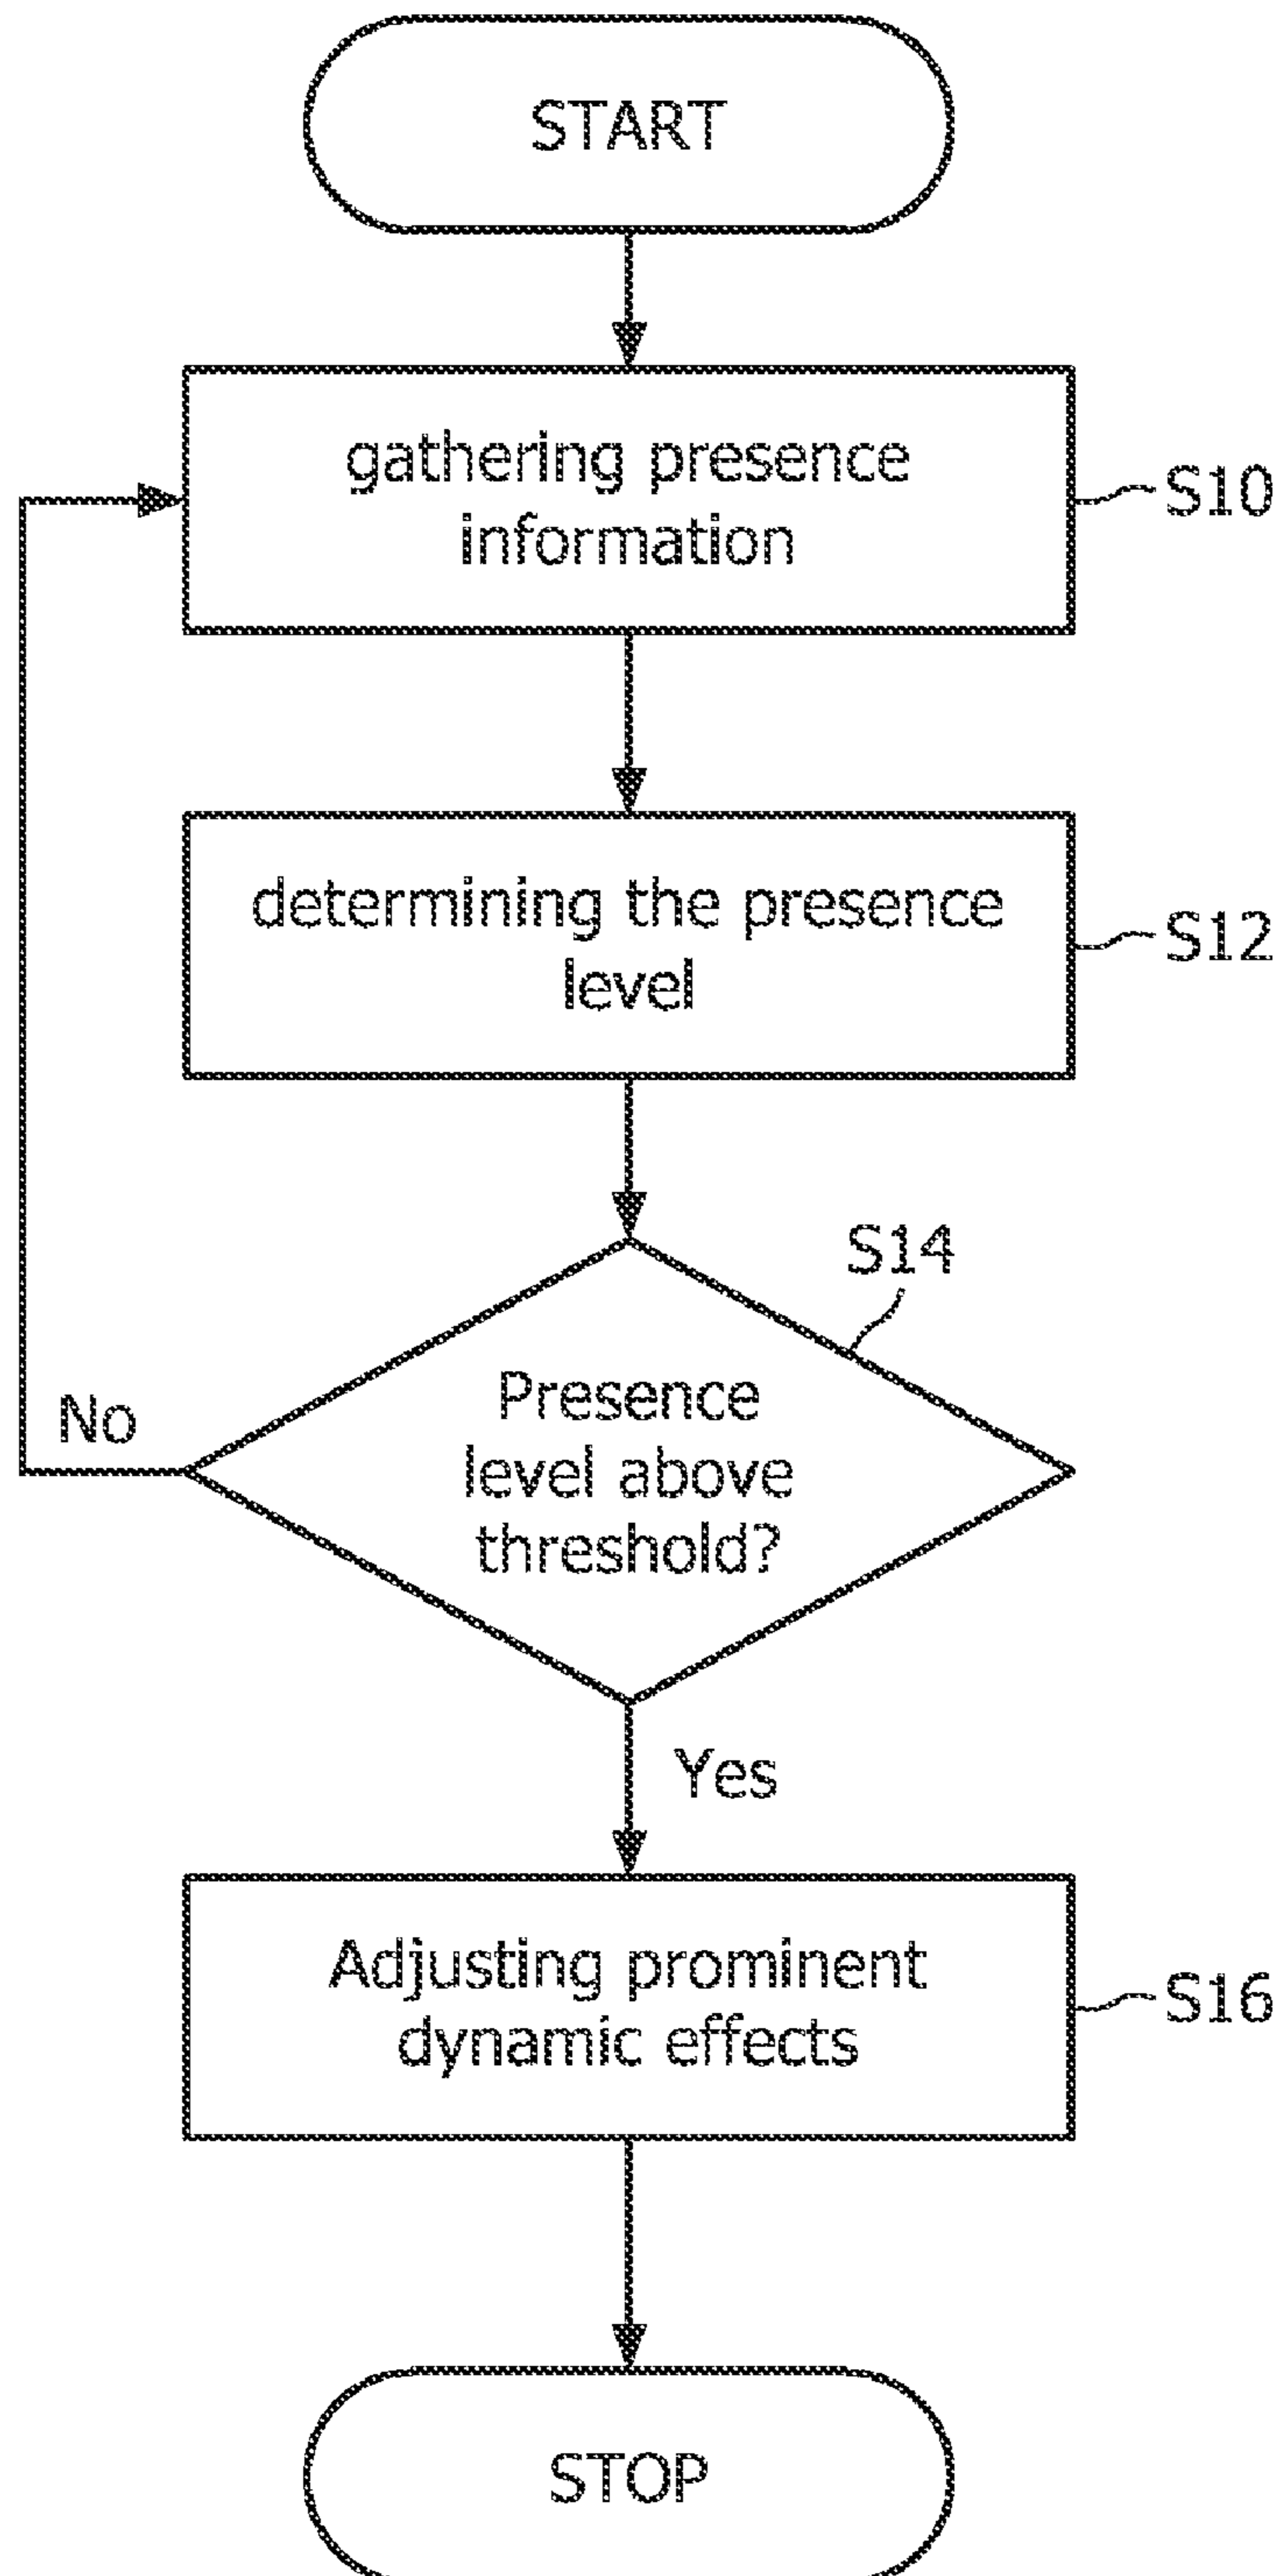 START
gathering presence
information
S10
determining the presence
level
S12
S14
Presence
level above
threshold?
No
Yes
Adjusting prominent
dynamic effects
S16
STOP